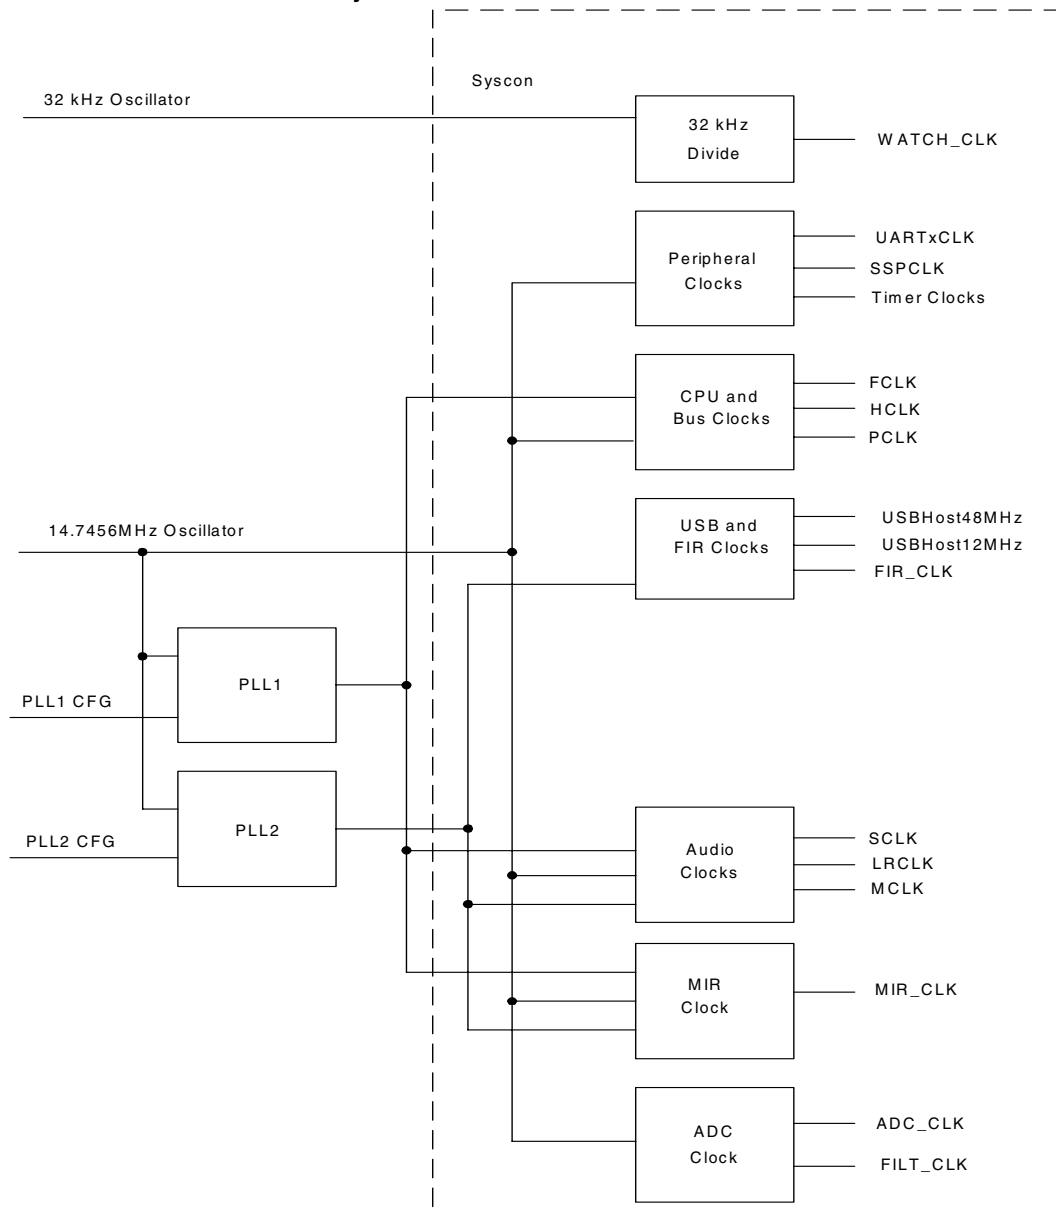 Syscon
32 kHz Oscillator
32 kHz
Divide
WATCH_CLK
Peripheral
Clocks
UARTxCLK
SSPCLK
Timer Clocks
CPU and
Bus Clocks
FCLK
HCLK
PCLK
14.7456MHz Oscillator
USB and
FIR Clocks
USBHost48MHz
USBHost12MHz
FIR_CLK
PLL1
PLL1 CFG
PLL2
PLL2 CFG
Audio
Clocks
SCLK
LRCLK
MCLK
MIR
Clock
MIR_CLK
ADC
Clock
ADC_CLK
FILT_CLK